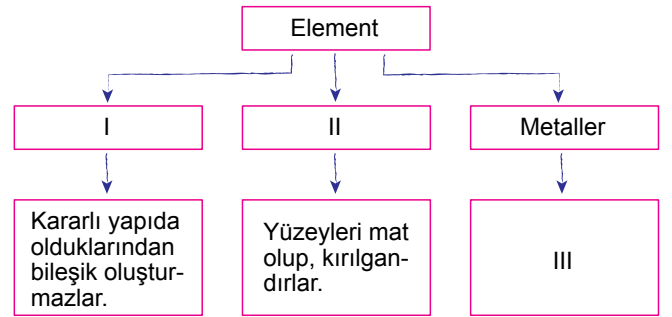 Element
I
II
Metaller
Kararlı yapıda
olduklarından
bileşik oluştur-
mazlar.
Yüzeyleri mat
olup, kırılgan-
dırlar.
III